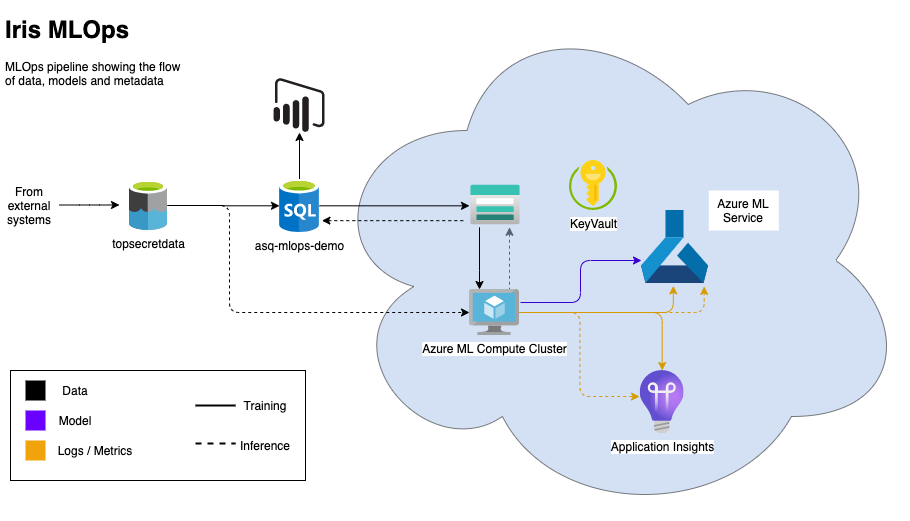 Iris MLOps
MLOps pipeline showing the flow
of data, models and metadata
From
external
systems
topsecretdata
SQL
asq-mlops-demo
KeyVault
Azure ML
Service
Azure ML Compute Cluster
Application Insights
Data
Model
Logs / Metrics
Training
Inference